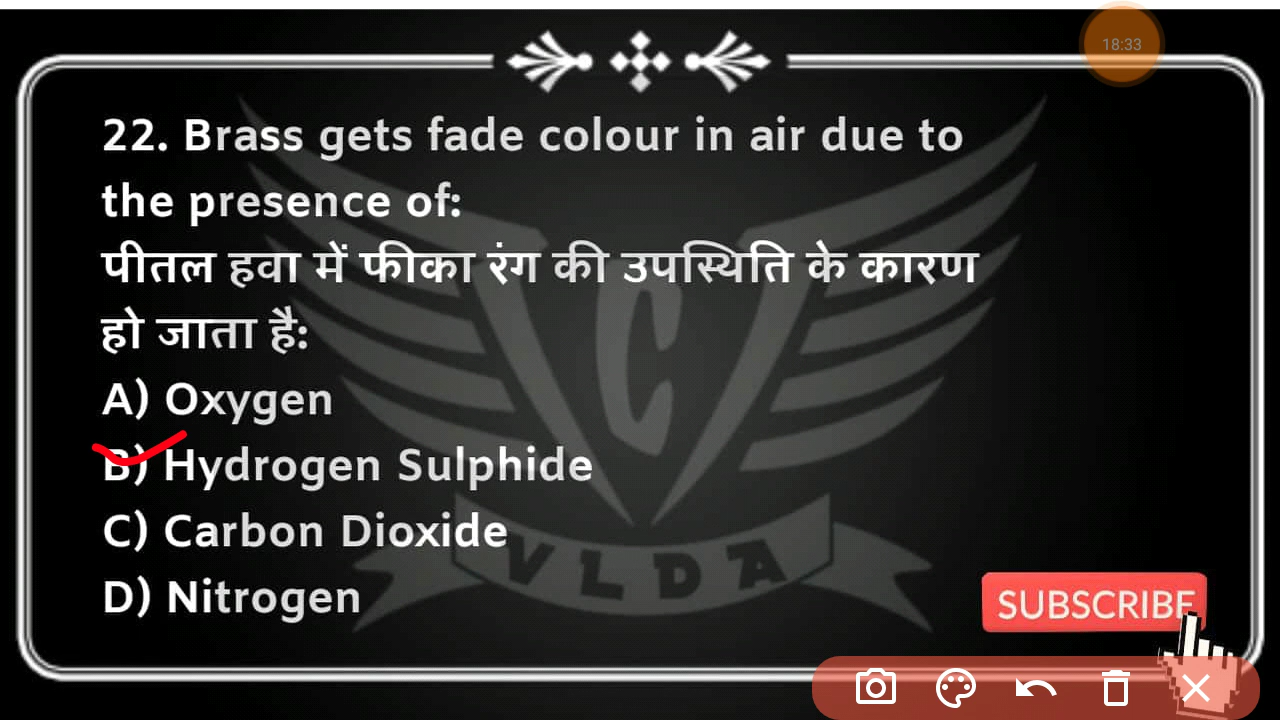 18:33
22. Brass gets fade colour in air due to
the presence of:
पीतल हवा में फीका रंग की उपस्थिति के कारण
हो जाता है:
A) Oxygen
B) Hydrogen Sulphide
C) Carbon Dioxide
D) Nitrogen
VLDA
SUBSCRIBE